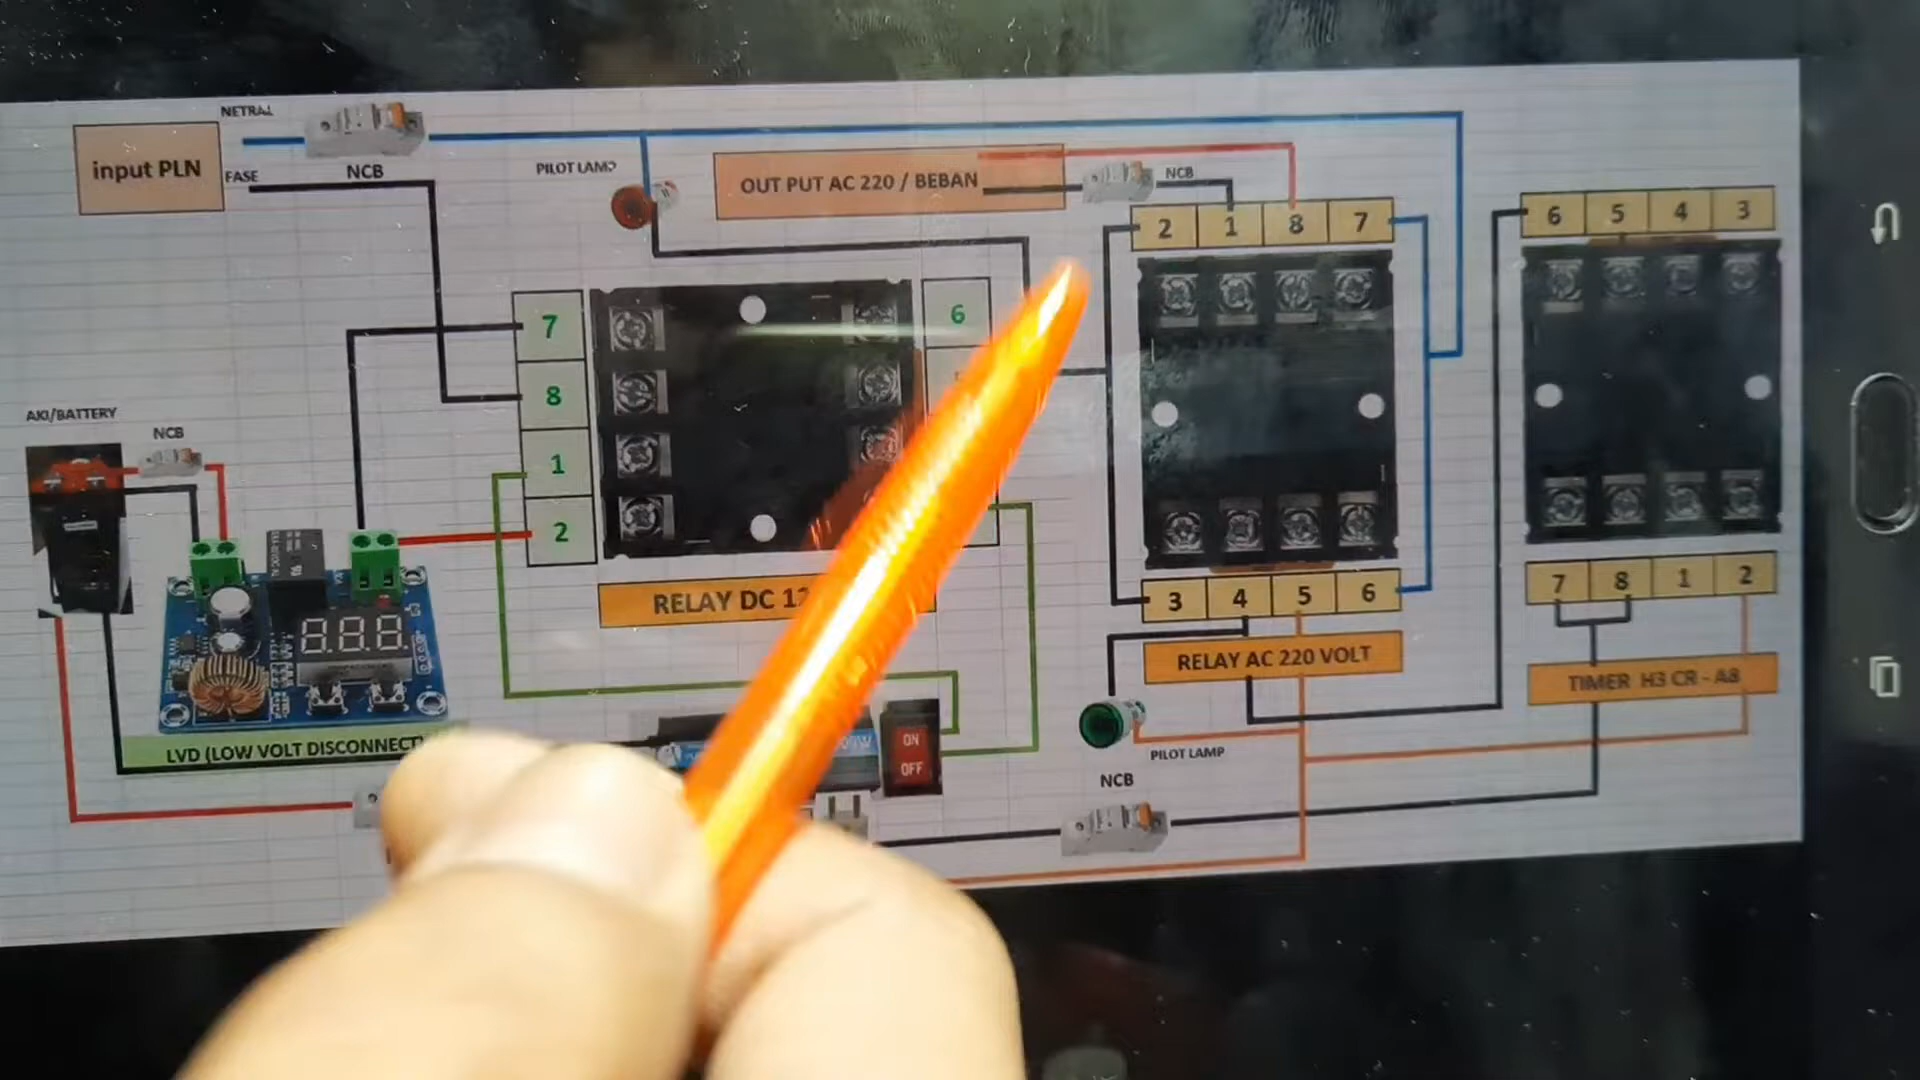 NETRAL
input PLN
FASE
NCB
PILOT LAMP
OUT PUT AC 220 / BEBAN
NCB
2 1 8 7
6 5 4 3
7
8
1
2
6
AKI/BATTERY
NCB
RELAY DC 12
3 4 5 6
7 8 1 2
RELAY AC 220 VOLT
TIMER H3 CR - A8
8.8.8.
LVD (LOW VOLT DISCONNECT)
ON
OFF
PILOT LAMP
NCB